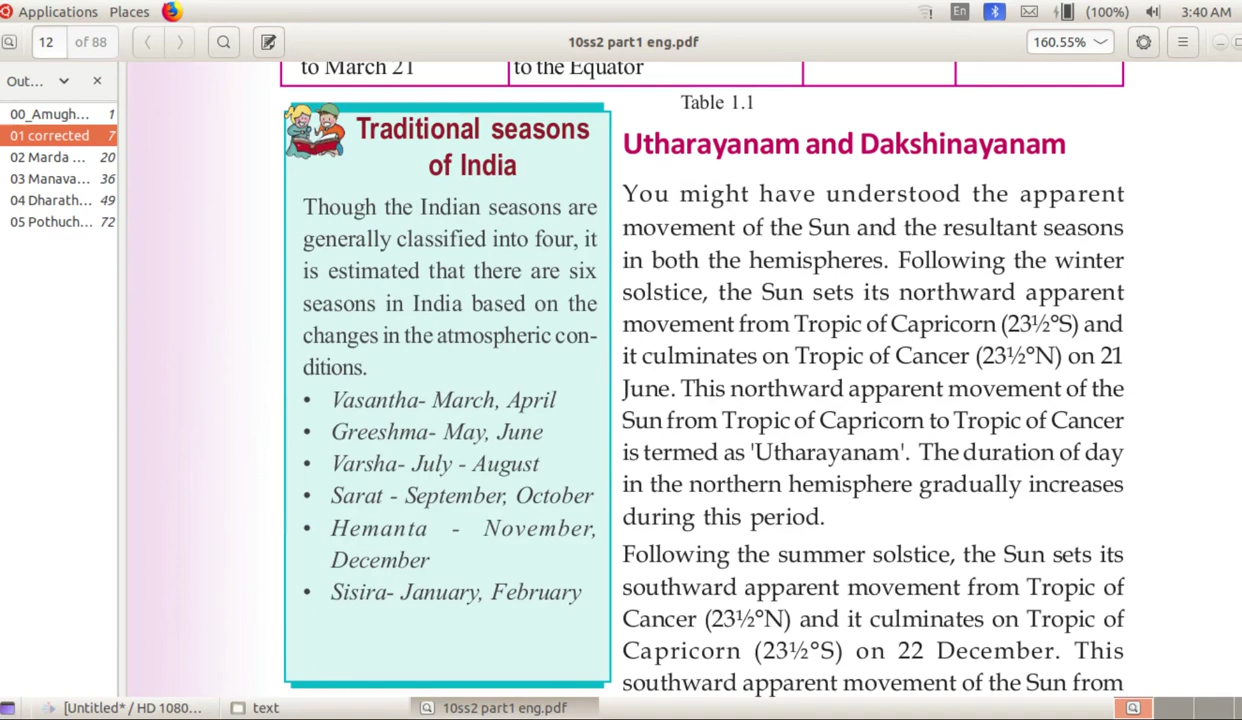 Applications Places En (100%) 3:40 AM
12 of 88 10ss2 part1 eng.pdf 160.55%
Out...
00_Amugh... 1
01 corrected 7
02 Marda ... 20
03 Manava... 36
04 Dharath... 49
05 Pothuch... 72
to March 21 to the Equator
Table 1.1
Traditional seasons
of India
Though the Indian seasons are
generally classified into four, it
is estimated that there are six
seasons in India based on the
changes in the atmospheric con-
ditions.
• Vasantha- March, April
• Greeshma- May, June
• Varsha- July - August
• Sarat - September, October
• Hemanta - November,
December
• Sisira- January, February
Utharayanam and Dakshinayanam
You might have understood the apparent
movement of the Sun and the resultant seasons
in both the hemispheres. Following the winter
solstice, the Sun sets its northward apparent
movement from Tropic of Capricorn (23½°S) and
it culminates on Tropic of Cancer (23½°N) on 21
June. This northward apparent movement of the
Sun from Tropic of Capricorn to Tropic of Cancer
is termed as 'Utharayanam'. The duration of day
in the northern hemisphere gradually increases
during this period.
Following the summer solstice, the Sun sets its
southward apparent movement from Tropic of
Cancer (23½°N) and it culminates on Tropic of
Capricorn (23½°S) on 22 December. This
southward apparent movement of the Sun from
[Untitled* / HD 1080... text 10ss2 part1 eng.pdf